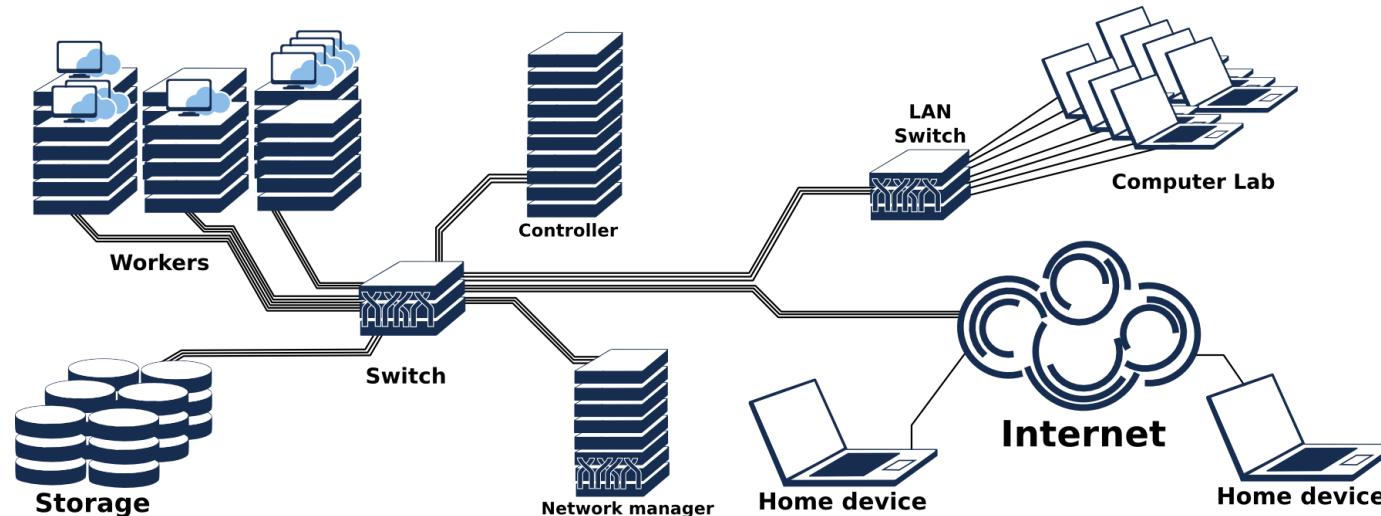 LAN
Switch
Computer Lab
Controller
Workers
Switch
Internet
Storage
Network manager
Home device
Home device